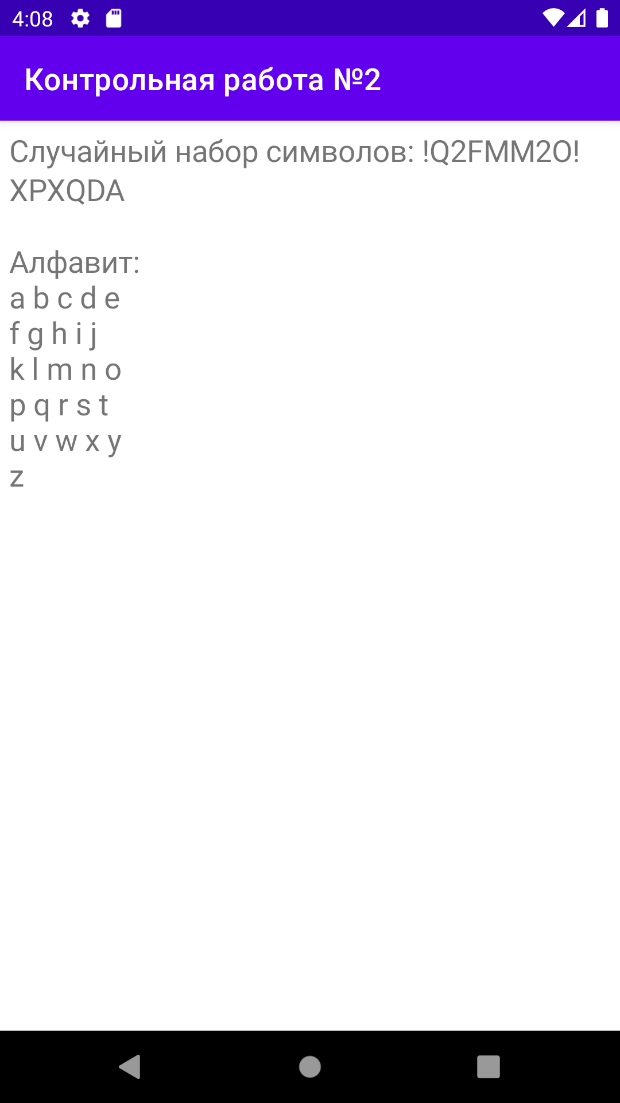 4:08
Контрольная работа №2
Случайный набор символов: !Q2FMM2O!
XPXQDA
Алфавит:
a b c d e
f g h i j
k l m n o
p q r s t
u v w x y
z